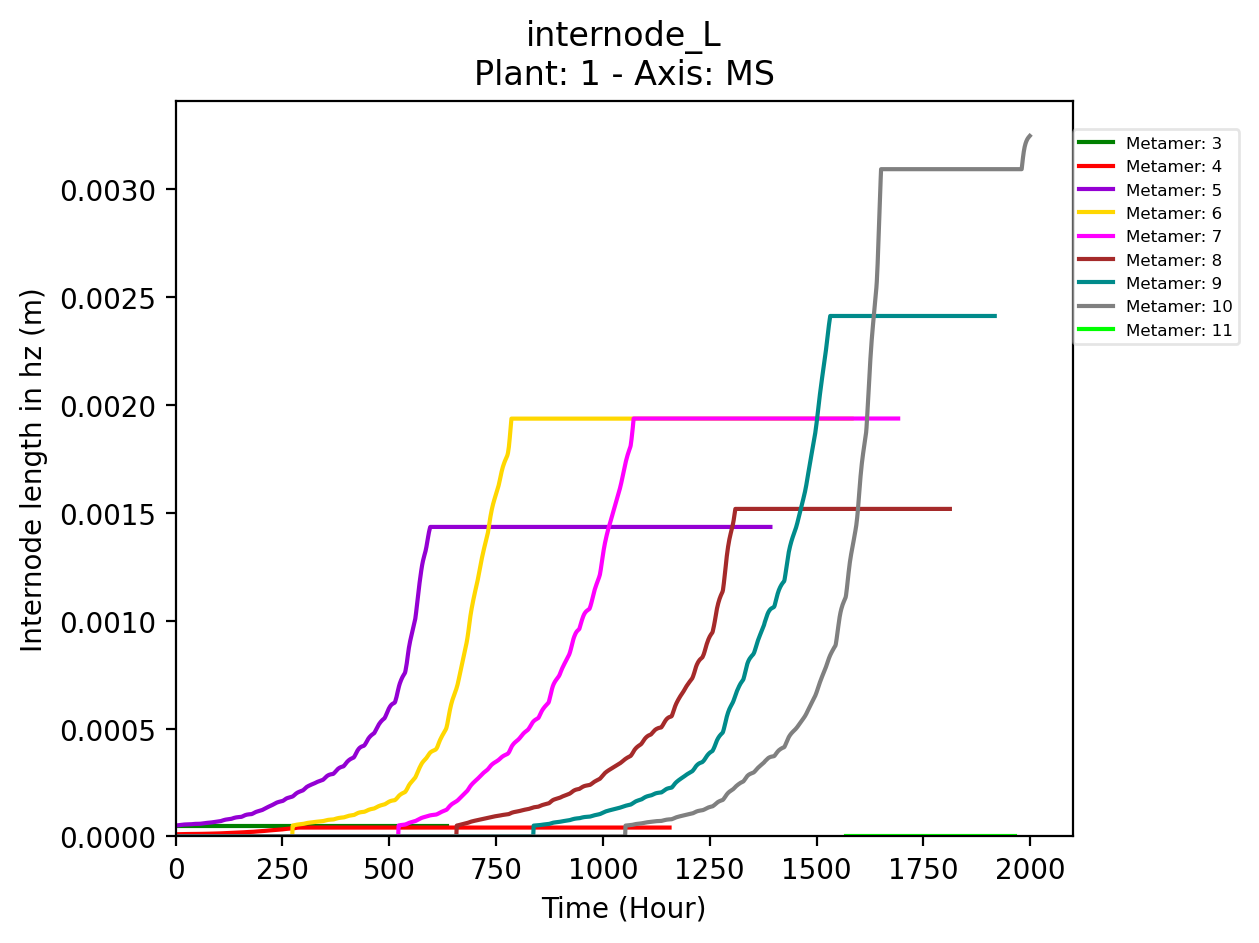 internode_L
Plant: 1 - Axis: MS
Internode length in hz (m)
0.0030
0.0025
0.0020
0.0015
0.0010
0.0005
0.0000
0 250 500 750 1000 1250 1500 1750 2000
Time (Hour)
Metamer: 3
Metamer: 4
Metamer: 5
Metamer: 6
Metamer: 7
Metamer: 8
Metamer: 9
Metamer: 10
Metamer: 11